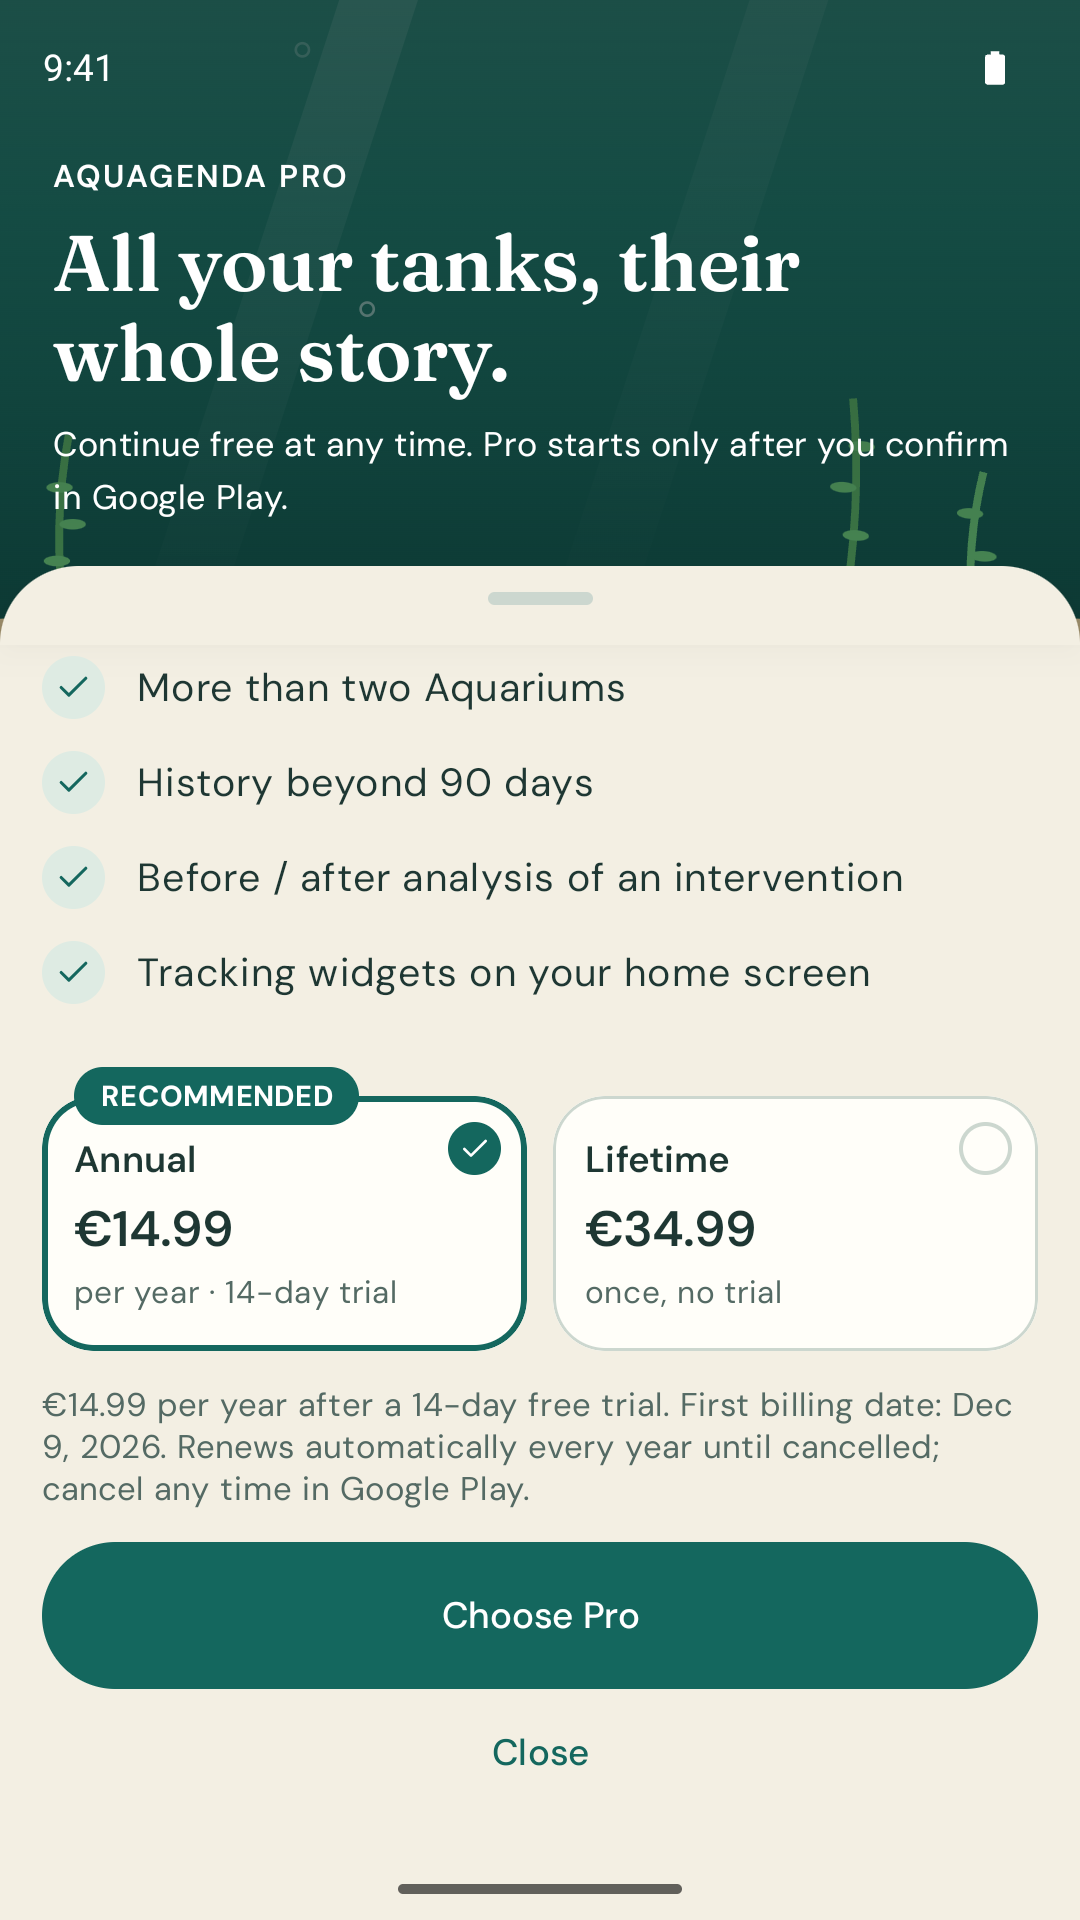 9:41
AQUAGENDA PRO
All your tanks, their
whole story.
Continue free at any time. Pro starts only after you confirm
in Google Play.
More than two Aquariums
History beyond 90 days
Before / after analysis of an intervention
Tracking widgets on your home screen
RECOMMENDED
Annual
€14.99
per year · 14-day trial
Lifetime
€34.99
once, no trial
€14.99 per year after a 14-day free trial. First billing date: Dec
9, 2026. Renews automatically every year until cancelled;
cancel any time in Google Play.
Choose Pro
Close